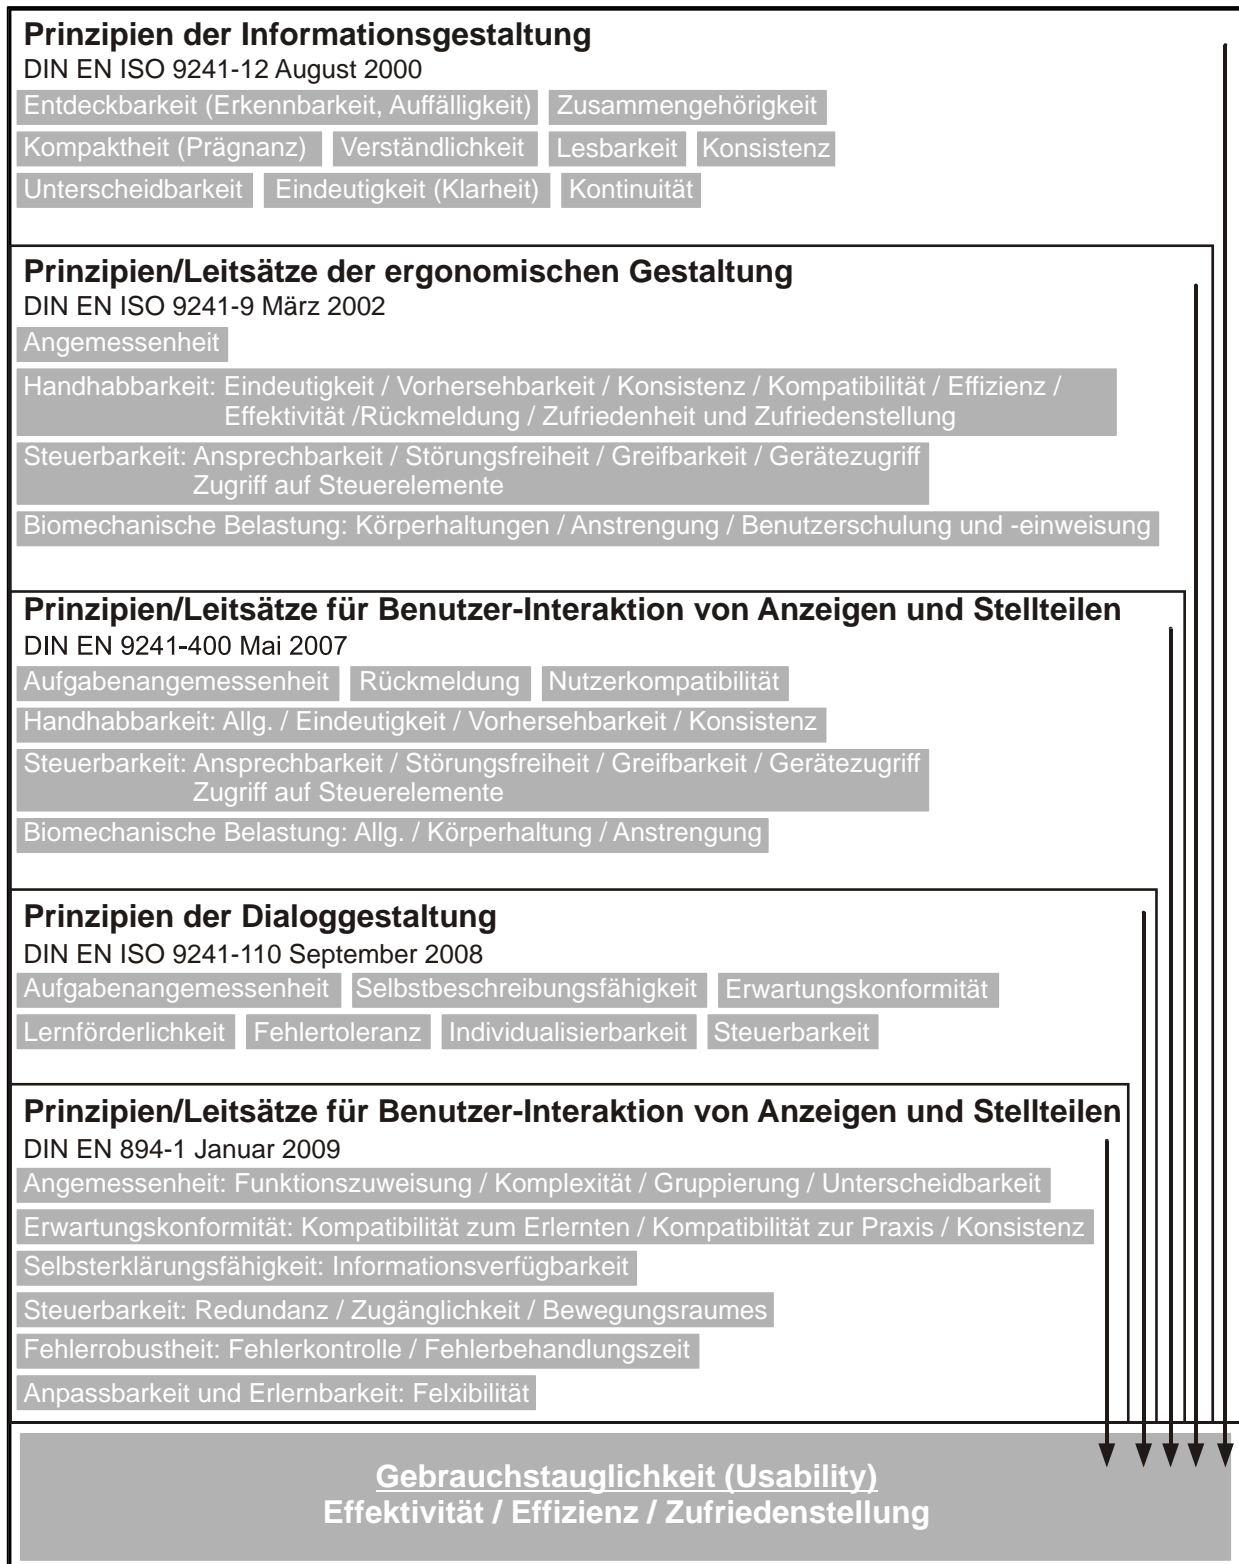 Prinzipien der Informationsgestaltung
DIN EN ISO 9241-12 August 2000
Entdeckbarkeit (Erkennbarkeit, Auffälligkeit) Zusammengehörigkeit
Kompaktheit (Prägnanz) Verständlichkeit Lesbarkeit Konsistenz
Unterscheidbarkeit Eindeutigkeit (Klarheit) Kontinuität
Prinzipien/Leitsätze der ergonomischen Gestaltung
DIN EN ISO 9241-9 März 2002
Angemessenheit
Handhabbarkeit: Eindeutigkeit / Vorhersehbarkeit / Konsistenz / Kompatibilität / Effizienz /
Effektivität /Rückmeldung / Zufriedenheit und Zufriedenstellung
Steuerbarkeit: Ansprechbarkeit / Störungsfreiheit / Greifbarkeit / Gerätezugriff
Zugriff auf Steuerelemente
Biomechanische Belastung: Körperhaltungen / Anstrengung / Benutzerschulung und -einweisung
Prinzipien/Leitsätze für Benutzer-Interaktion von Anzeigen und Stellteilen
DIN EN 9241-400 Mai 2007
Aufgabenangemessenheit Rückmeldung Nutzerkompatibilität
Handhabbarkeit: Allg. / Eindeutigkeit / Vorhersehbarkeit / Konsistenz
Steuerbarkeit: Ansprechbarkeit / Störungsfreiheit / Greifbarkeit / Gerätezugriff
Zugriff auf Steuerelemente
Biomechanische Belastung: Allg. / Körperhaltung / Anstrengung
Prinzipien der Dialoggestaltung
DIN EN ISO 9241-110 September 2008
Aufgabenangemessenheit Selbstbeschreibungsfähigkeit Erwartungskonformität
Lernförderlichkeit Fehlertoleranz Individualisierbarkeit Steuerbarkeit
Prinzipien/Leitsätze für Benutzer-Interaktion von Anzeigen und Stellteilen
DIN EN 894-1 Januar 2009
Angemessenheit: Funktionszuweisung / Komplexität / Gruppierung / Unterscheidbarkeit
Erwartungskonformität: Kompatibilität zum Erlernten / Kompatibilität zur Praxis / Konsistenz
Selbsterklärungsfähigkeit: Informationsverfügbarkeit
Steuerbarkeit: Redundanz / Zugänglichkeit / Bewegungsraumes
Fehlerrobustheit: Fehlerkontrolle / Fehlerbehandlungszeit
Anpassbarkeit und Erlernbarkeit: Felxibilität
Gebrauchstauglichkeit (Usability)
Effektivität / Effizienz / Zufriedenstellung